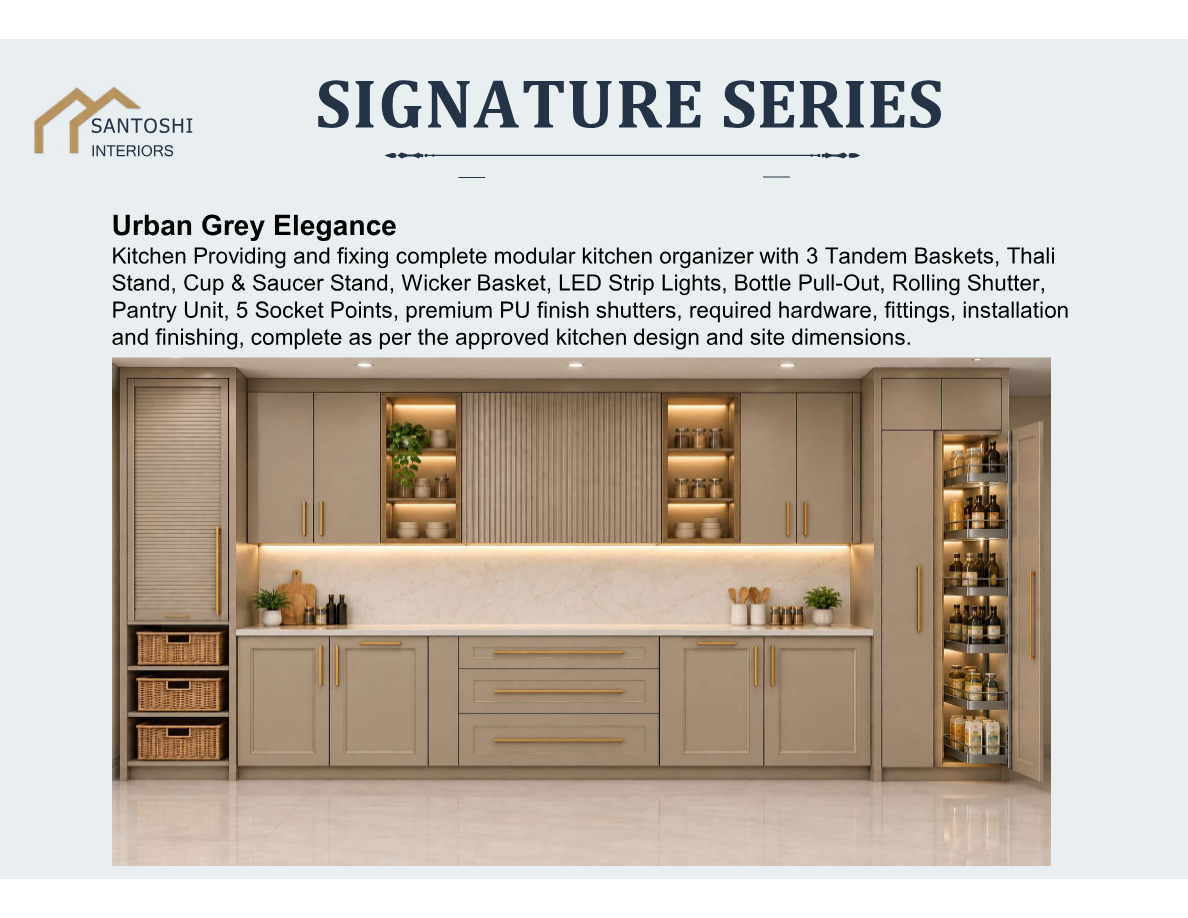 SANTOSHI
INTERIORS
SIGNATURE SERIES
Urban Grey Elegance
Kitchen Providing and fixing complete modular kitchen organizer with 3 Tandem Baskets, Thali
Stand, Cup & Saucer Stand, Wicker Basket, LED Strip Lights, Bottle Pull-Out, Rolling Shutter,
Pantry Unit, 5 Socket Points, premium PU finish shutters, required hardware, fittings, installation
and finishing, complete as per the approved kitchen design and site dimensions.